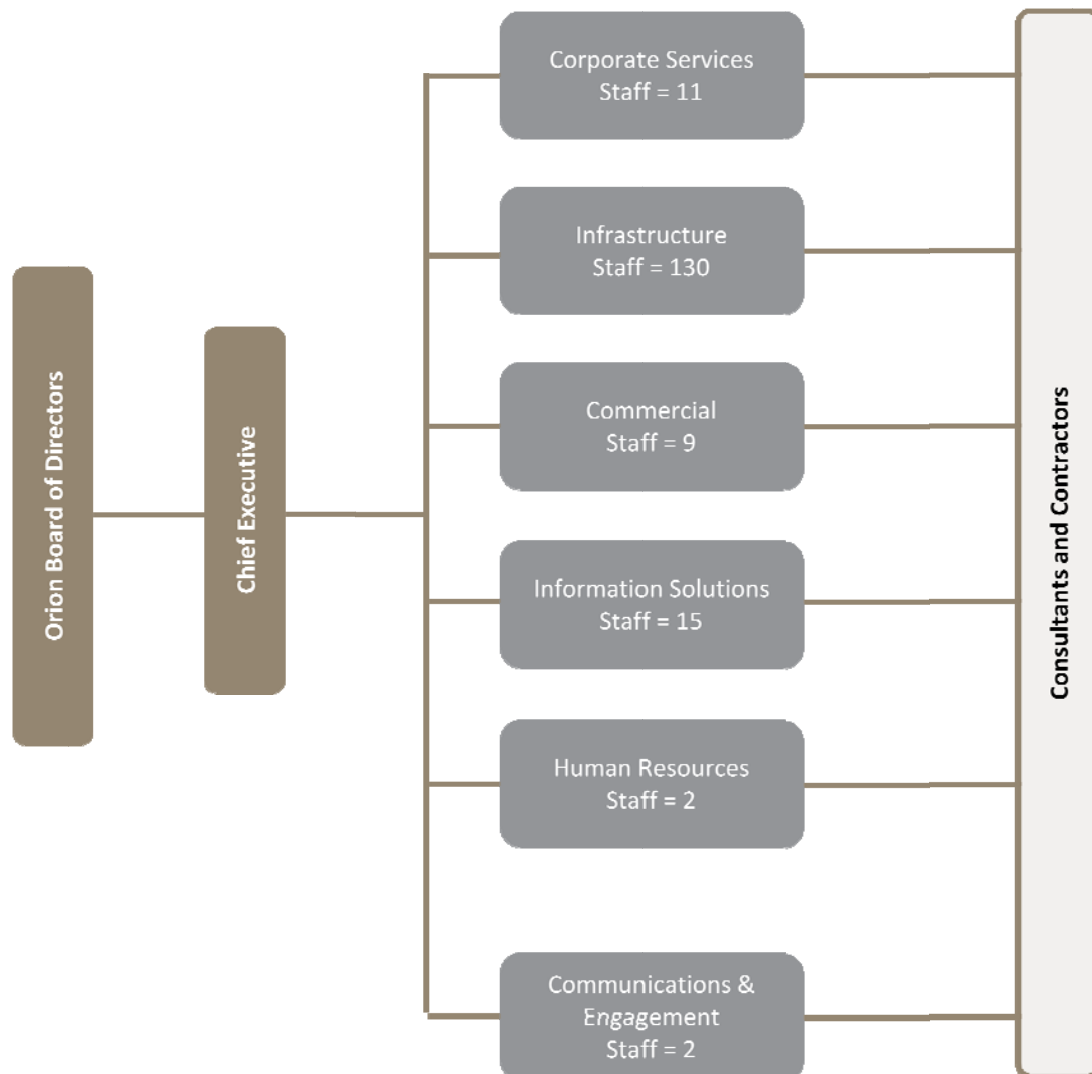 Orion Board of Directors
Chief Executive
Corporate Services
Staff = 11
Infrastructure
Staff = 130
Commercial
Staff = 9
Information Solutions
Staff = 15
Human Resources
Staff = 2
Communications &
Engagement
Staff = 2
Consultants and Contractors